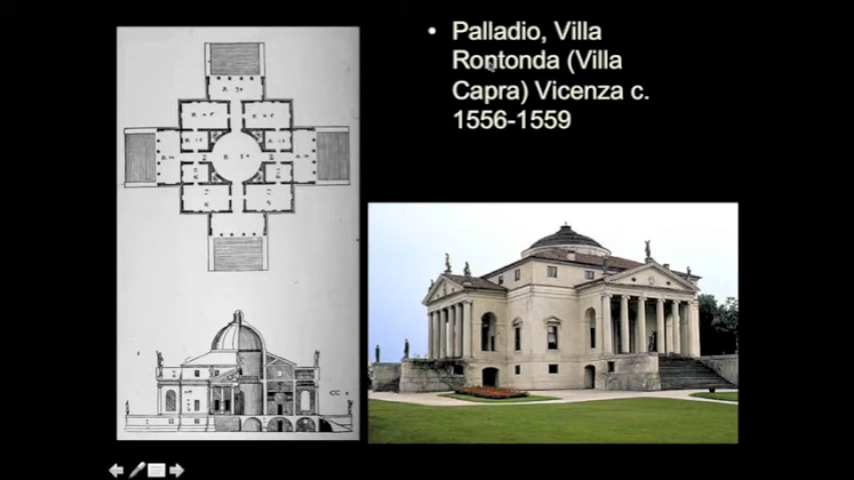 • Palladio, Villa
Rontonda (Villa
Capra) Vicenza c.
1556-1559